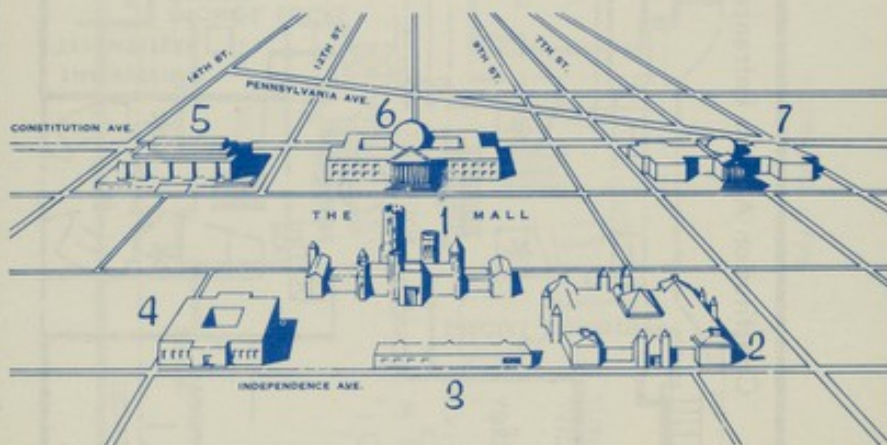 14TH ST.
12TH ST.
9TH ST.
7TH ST.
PENNSYLVANIA AVE.
CONSTITUTION AVE.
5
6
7
THE 1 MALL
4
2
INDEPENDENCE AVE.
3